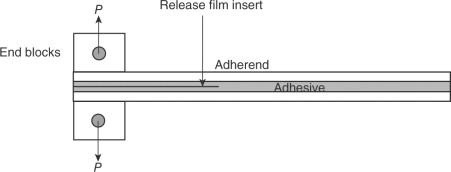 P
Release film insert
End blocks
Adherend
Adhesive
P